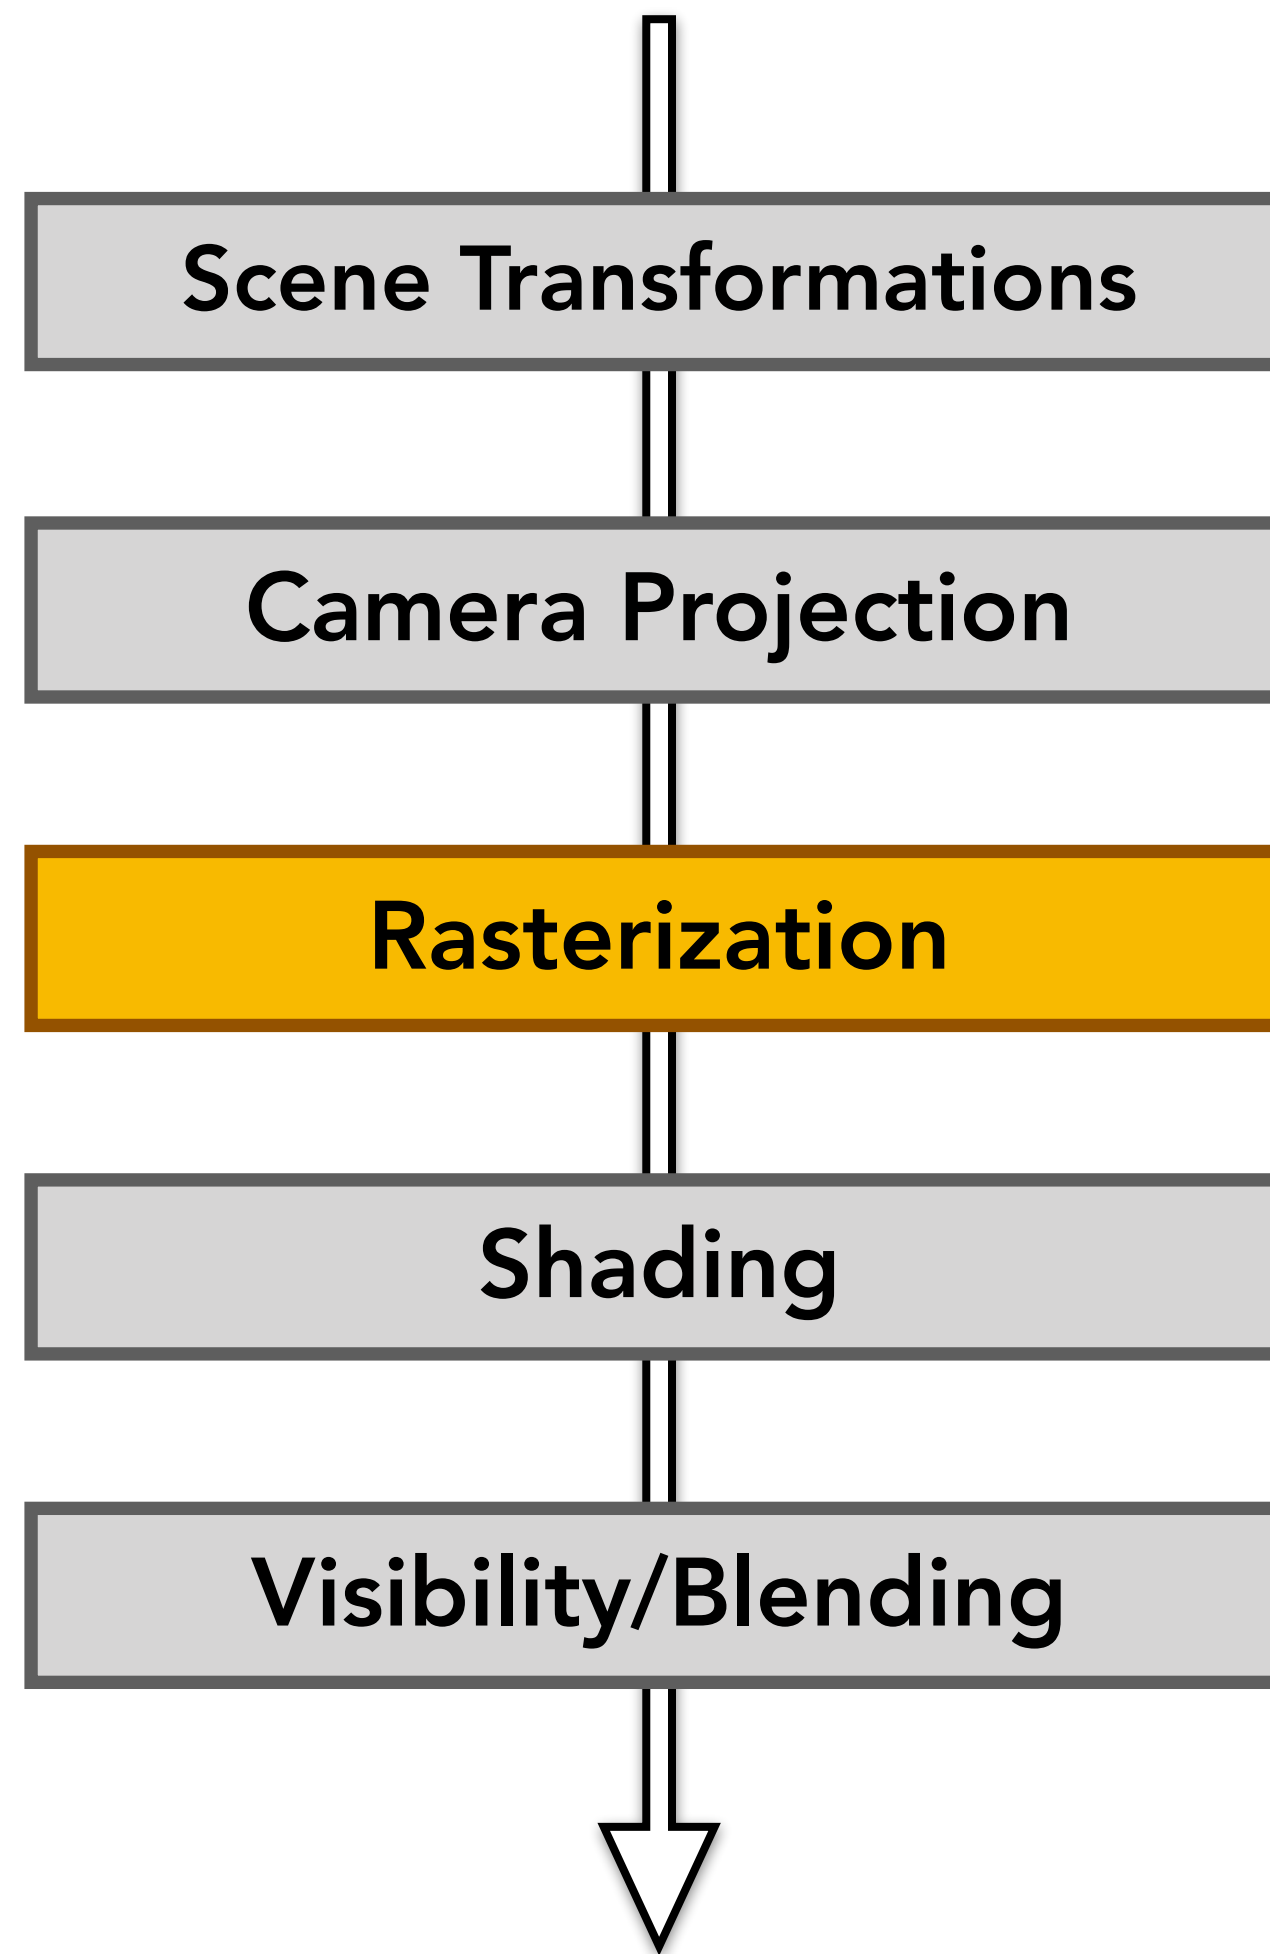 Scene Transformations
Camera Projection
Rasterization
Shading
Visibility/Blending